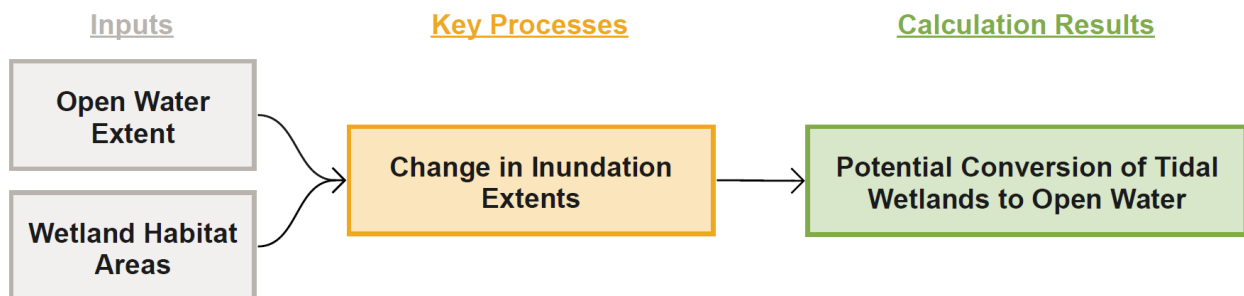 Inputs
Key Processes
Calculation Results
Open Water
Extent
Wetland Habitat
Areas
Change in Inundation
Extents
Potential Conversion of Tidal
Wetlands to Open Water